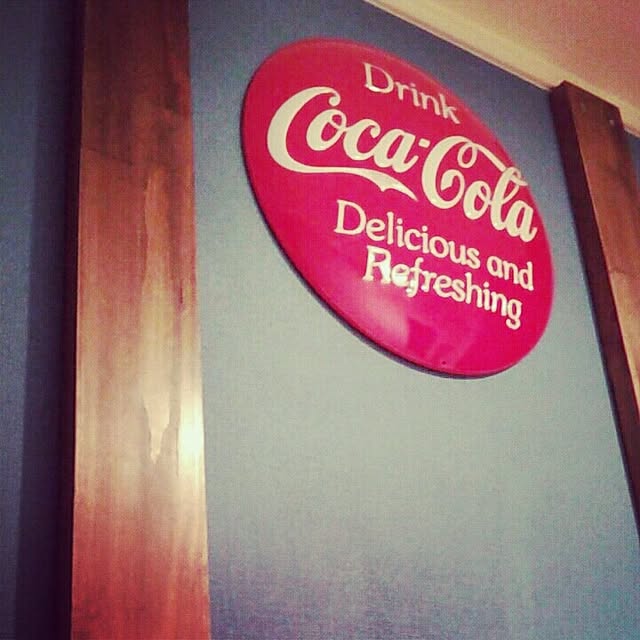 Drink
Coca-Cola
Delicious and
Refreshing